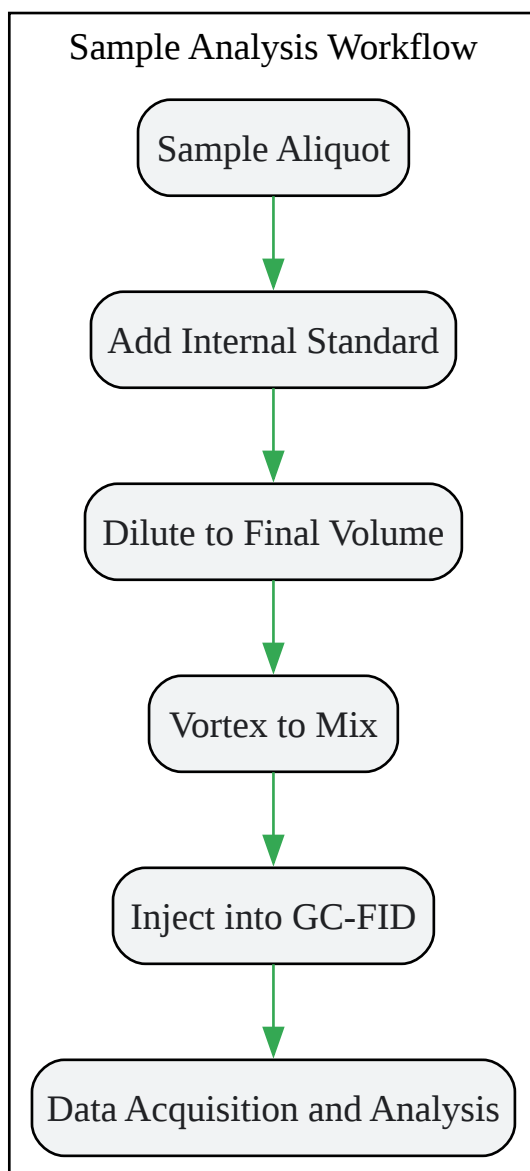 Sample Analysis Workflow
Sample Aliquot
Add Internal Standard
Dilute to Final Volume
Vortex to Mix
Inject into GC-FID
Data Acquisition and Analysis